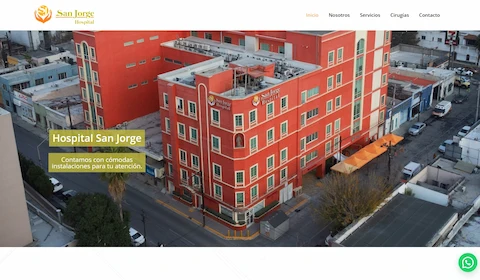 San Jorge
Hospital
Inicio
Nosotros
Servicios
Cirugías
Contacto
Hospital San Jorge
Contamos con cómodas
instalaciones para tu atención